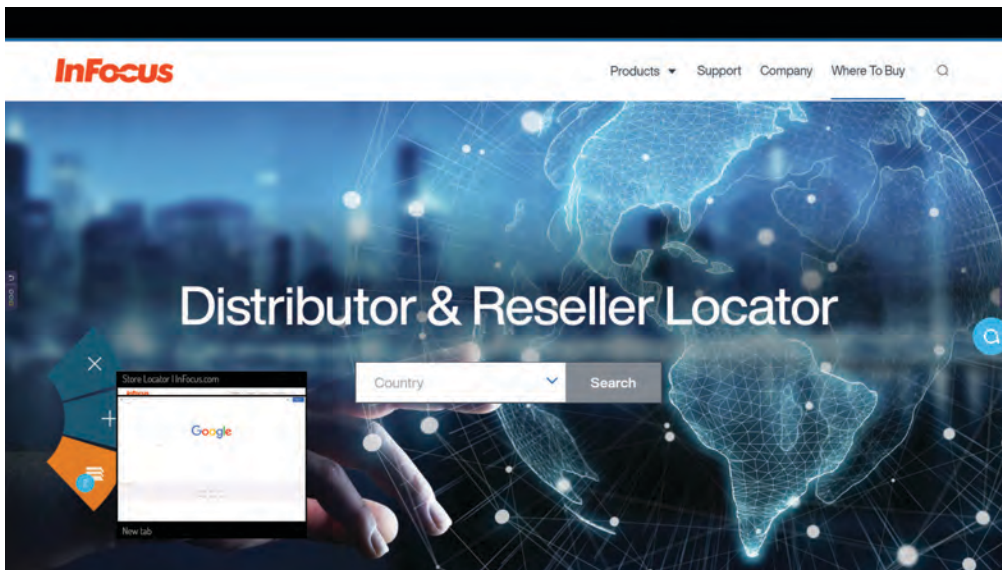 InFocus
Products Support Company Where To Buy
Distributor & Reseller Locator
Country Search
Store Locator | InFocus.com
InFocus
Google
New tab